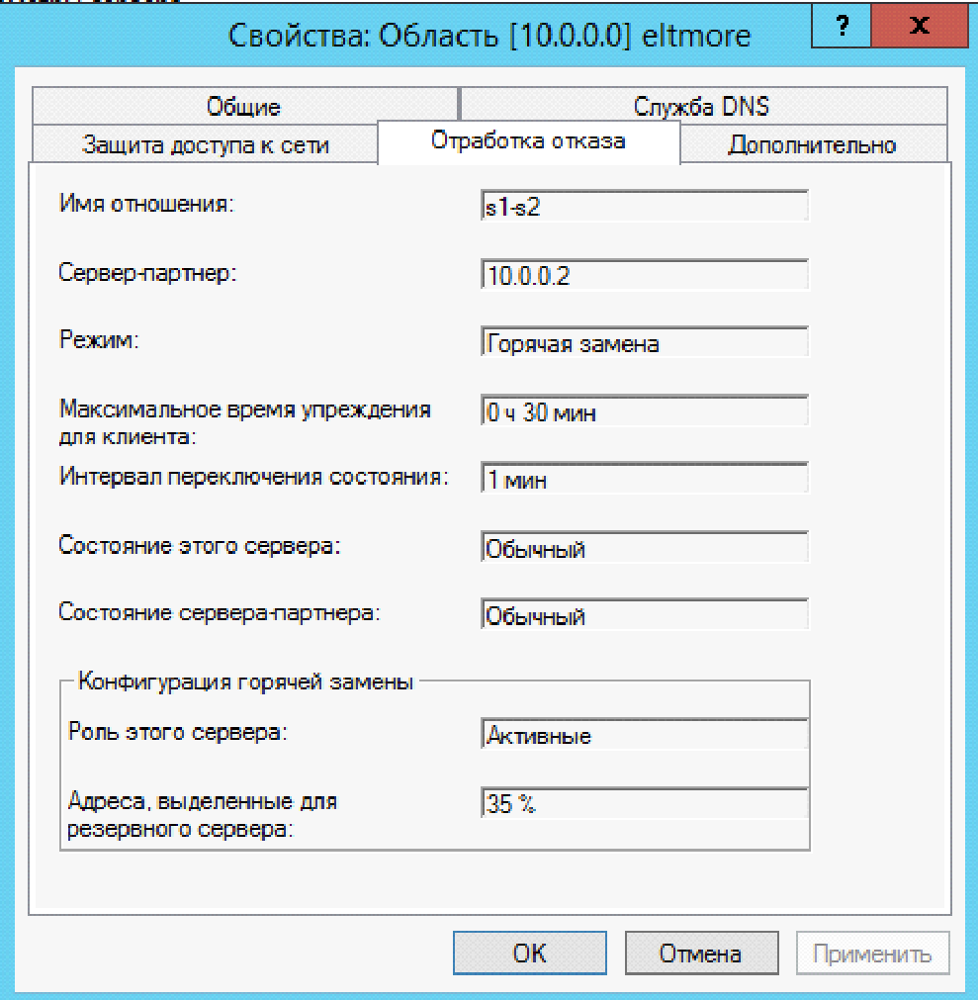 Свойства: Область [10.0.0.0] eltmore
?
x
Общие
Служба DNS
Защита доступа к сети
Отработка отказа
Дополнительно
Имя отношения:
s1-s2
Сервер-партнер:
10.0.0.2
Режим:
Горячая замена
Максимальное время упреждения
для клиента:
0 ч 30 мин
Интервал переключения состояния:
1 мин
Состояние этого сервера:
Обычный
Состояние сервера-партнера:
Обычный
Конфигурация горячей замены
Роль этого сервера:
Активные
Адреса, выделенные для
резервного сервера:
35 %
OK
Отмена
Применить